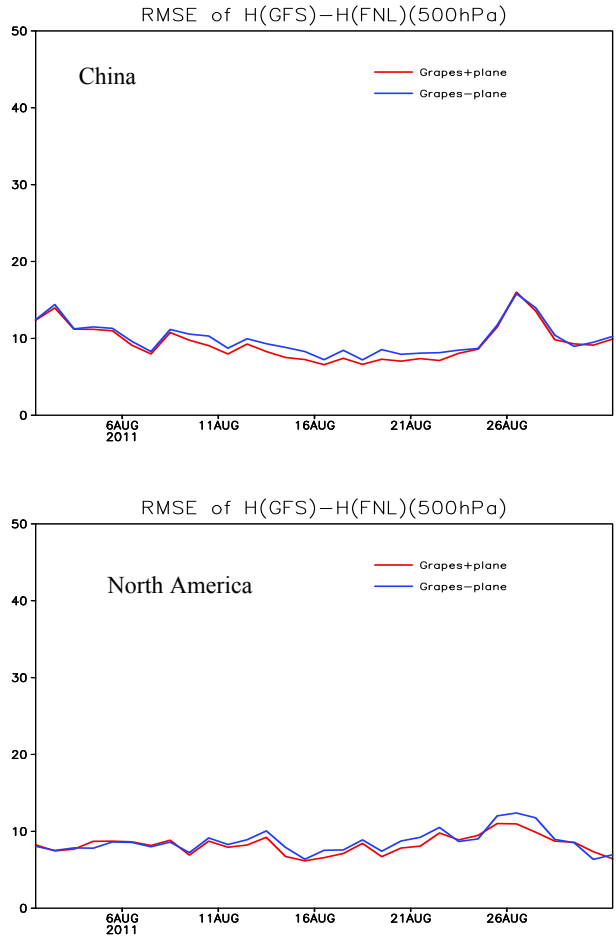 RMSE of H(GFS)−H(FNL)(500hPa)
50
China
Grapes+plane
Grapes−plane
40
30
20
10
0
6AUG 11AUG 16AUG 21AUG 26AUG
2011
RMSE of H(GFS)−H(FNL)(500hPa)
50
Grapes+plane
North America
Grapes−plane
40
30
20
10
0
6AUG 11AUG 16AUG 21AUG 26AUG
2011